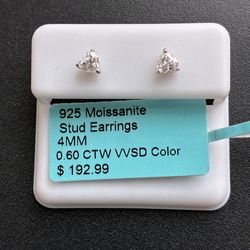 925 Moissanite
Stud Earrings
4MM
0.60 CTW VVSD Color
$ 192.99